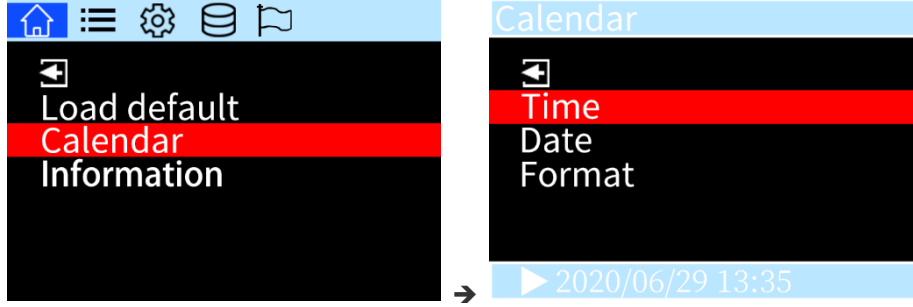 Load default
Calendar
Information
Calendar
Time
Date
Format
2020/06/29 13:35